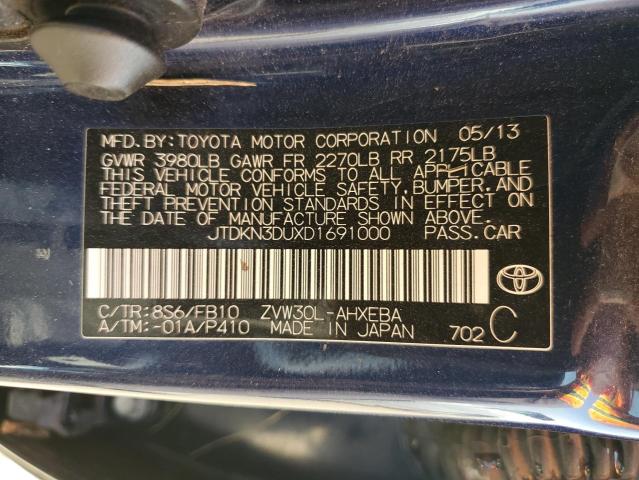 MFD.BY:TOYOTA MOTOR CORPORATION 05/13
GVWR 3980LB GAWR FR 2270LB RR 2175LB
THIS VEHICLE CONFORMS TO ALL APPLICABLE
FEDERAL MOTOR VEHICLE SAFETY, BUMPER, AND
THEFT PREVENTION STANDARDS IN EFFECT ON
THE DATE OF MANUFACTURE SHOWN ABOVE.
JTDKN3DUXD1691000 PASS.CAR
C/TR:8S6/FB10 ZVW30L-AHXEBA
A/TM:-01A/P410 MADE IN JAPAN 702 C